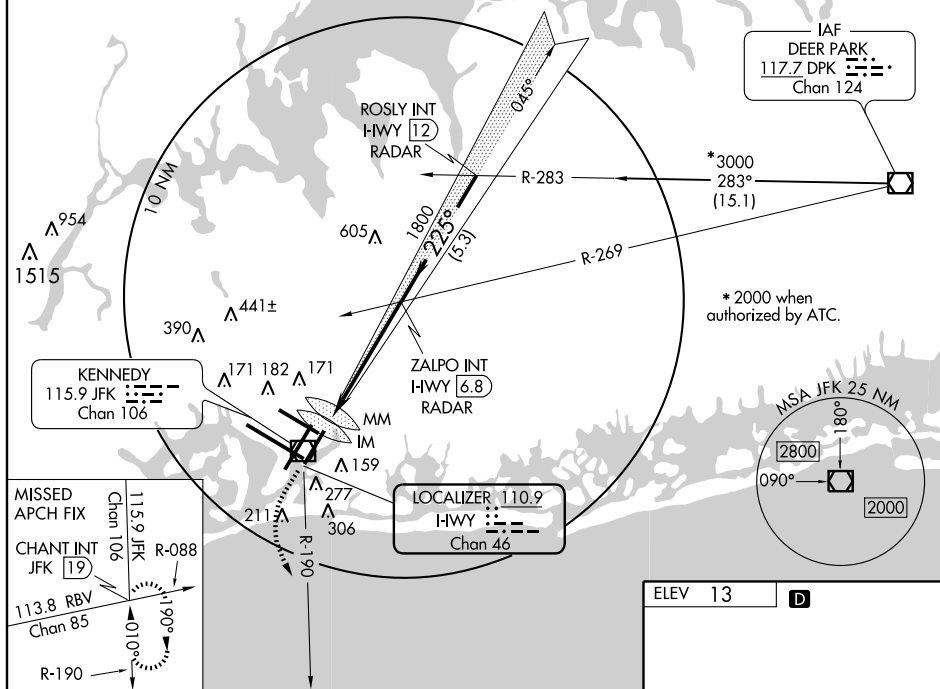 IAF
DEER PARK
117.7 DPK
Chan 124
ROSLY INT
I-HWY 12
RADAR
045°
10 NM
R-283
*3000
283°
(15.1)
954
1515
605
1800
225°
(5.3)
R-269
441±
390
* 2000 when
authorized by ATC.
171
182
171
KENNEDY
115.9 JFK
Chan 106
ZALPO INT
I-HWY 6.8
RADAR
MM
IM
159
277
211
306
LOCALIZER 110.9
I-HWY
Chan 46
R-190
MSA JFK 25 NM
180°
2800
090°
2000
MISSED
APCH FIX
CHANT INT
JFK 19
115.9 JFK
Chan 106
R-088
113.8 RBV
Chan 85
190°
010°
R-190
ELEV 13
D